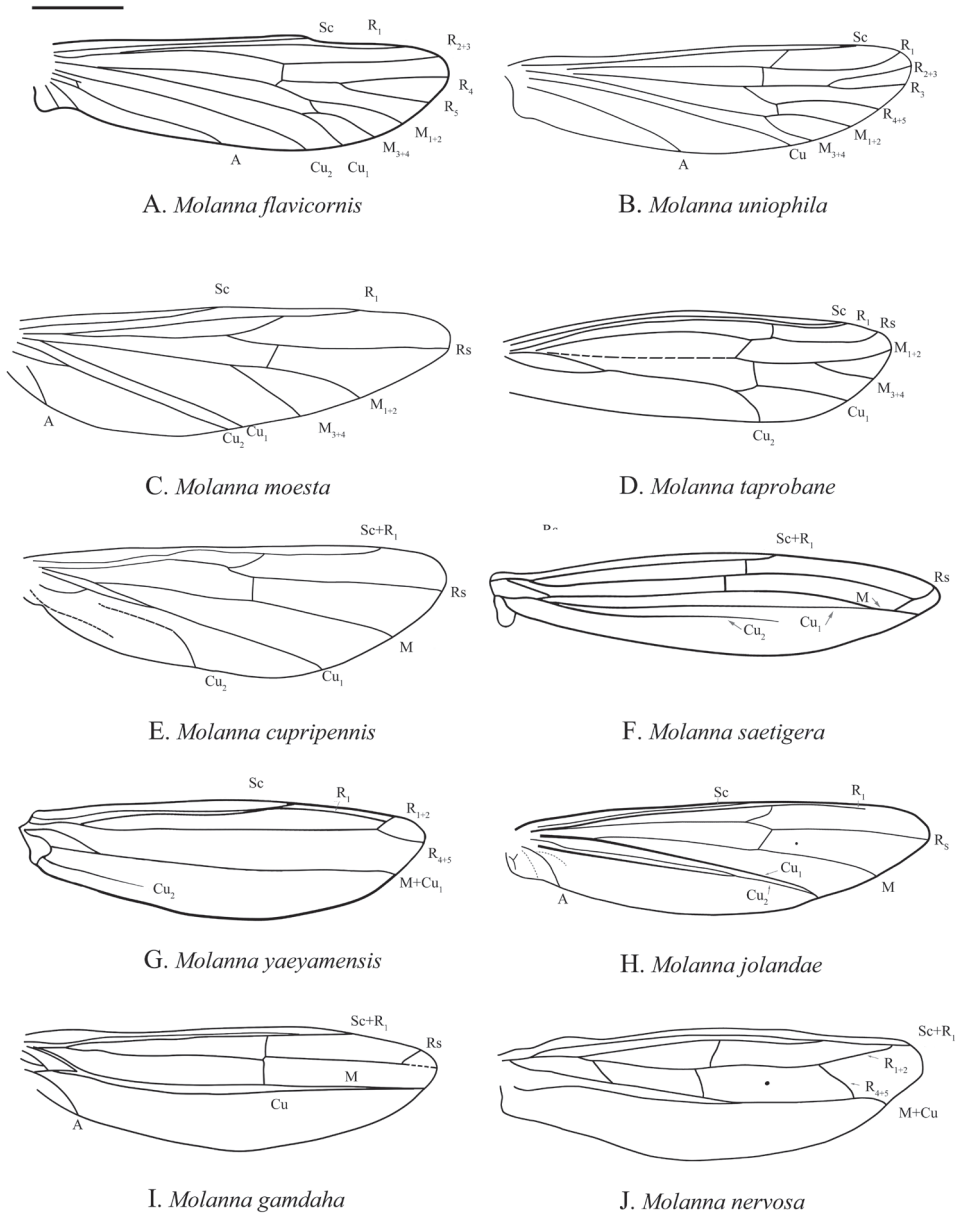 Sc R₁ R₂₊₃ R₄ R₅ M₁₊₂ M₃₊₄ Cu₁ Cu₂ A
A. Molanna flavicornis
Sc R₁ R₂₊₃ R₃ R₄₊₅ M₁₊₂ M₃₊₄ Cu A
B. Molanna uniophila
Sc R₁ Rs M₁₊₂ M₃₊₄ Cu₁ Cu₂ A
C. Molanna moesta
Sc R₁ Rs M₁₊₂ M₃₊₄ Cu₁ Cu₂
D. Molanna taprobane
Sc+R₁ Rs M Cu₁ Cu₂
E. Molanna cupripennis
Sc+R₁ Rs M Cu₁ Cu₂
F. Molanna saetigera
Sc R₁ R₁₊₂ R₄₊₅ M+Cu₁ Cu₂
G. Molanna yaeyamensis
Sc R₁ Rₛ M Cu₁ Cu₂ A
H. Molanna jolandae
Sc+R₁ Rs M Cu A
I. Molanna gamdaha
Sc+R₁ R₁₊₂ R₄₊₅ M+Cu
J. Molanna nervosa